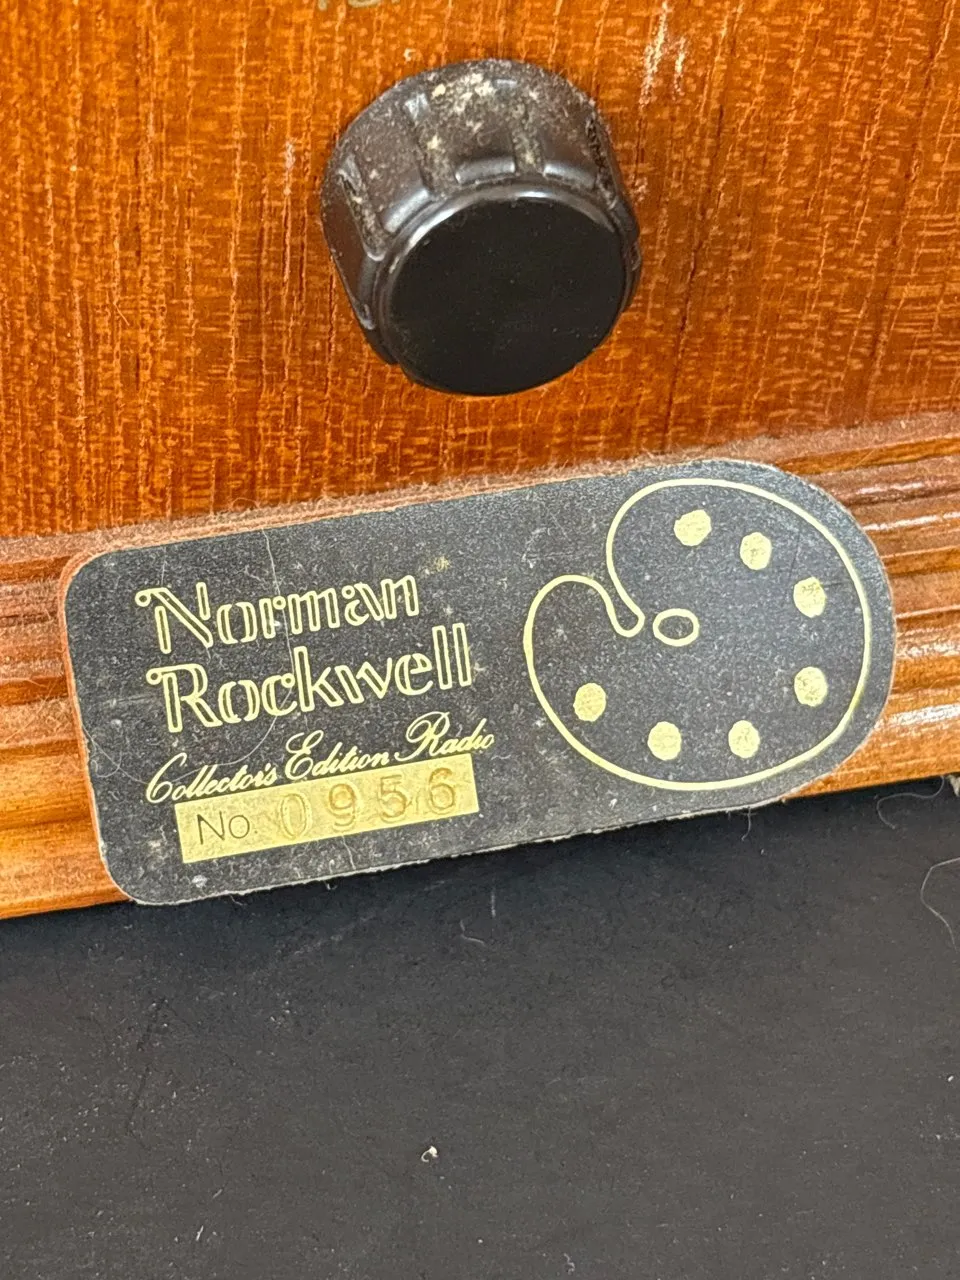 Norman
Rockwell
Collector's Edition Radio
No. 0956